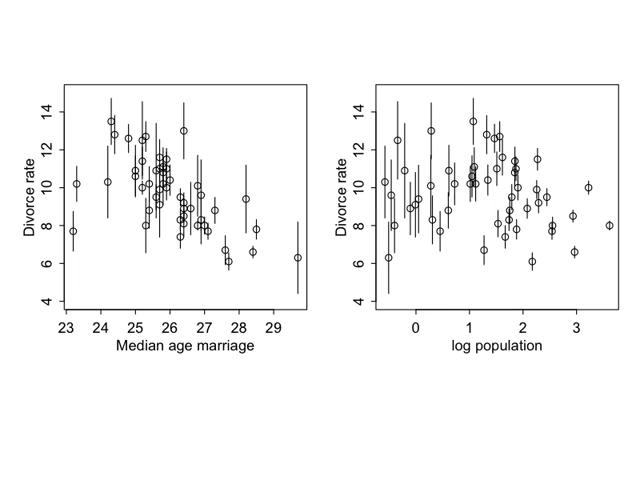 Divorce rate
4 6 8 10 12 14
23 24 25 26 27 28 29
Median age marriage
Divorce rate
4 6 8 10 12 14
0 1 2 3
log population